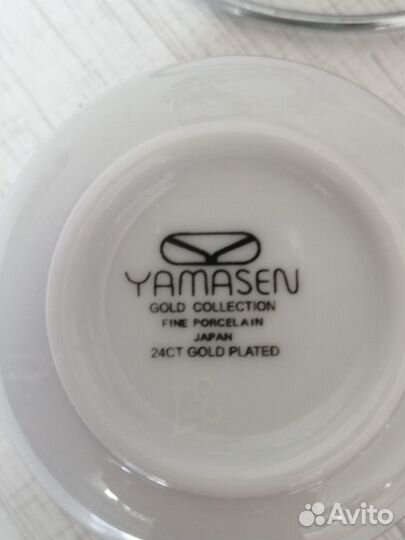 YAMASEN
GOLD COLLECTION
FINE PORCELAIN
JAPAN
24CT GOLD PLATED
Avito